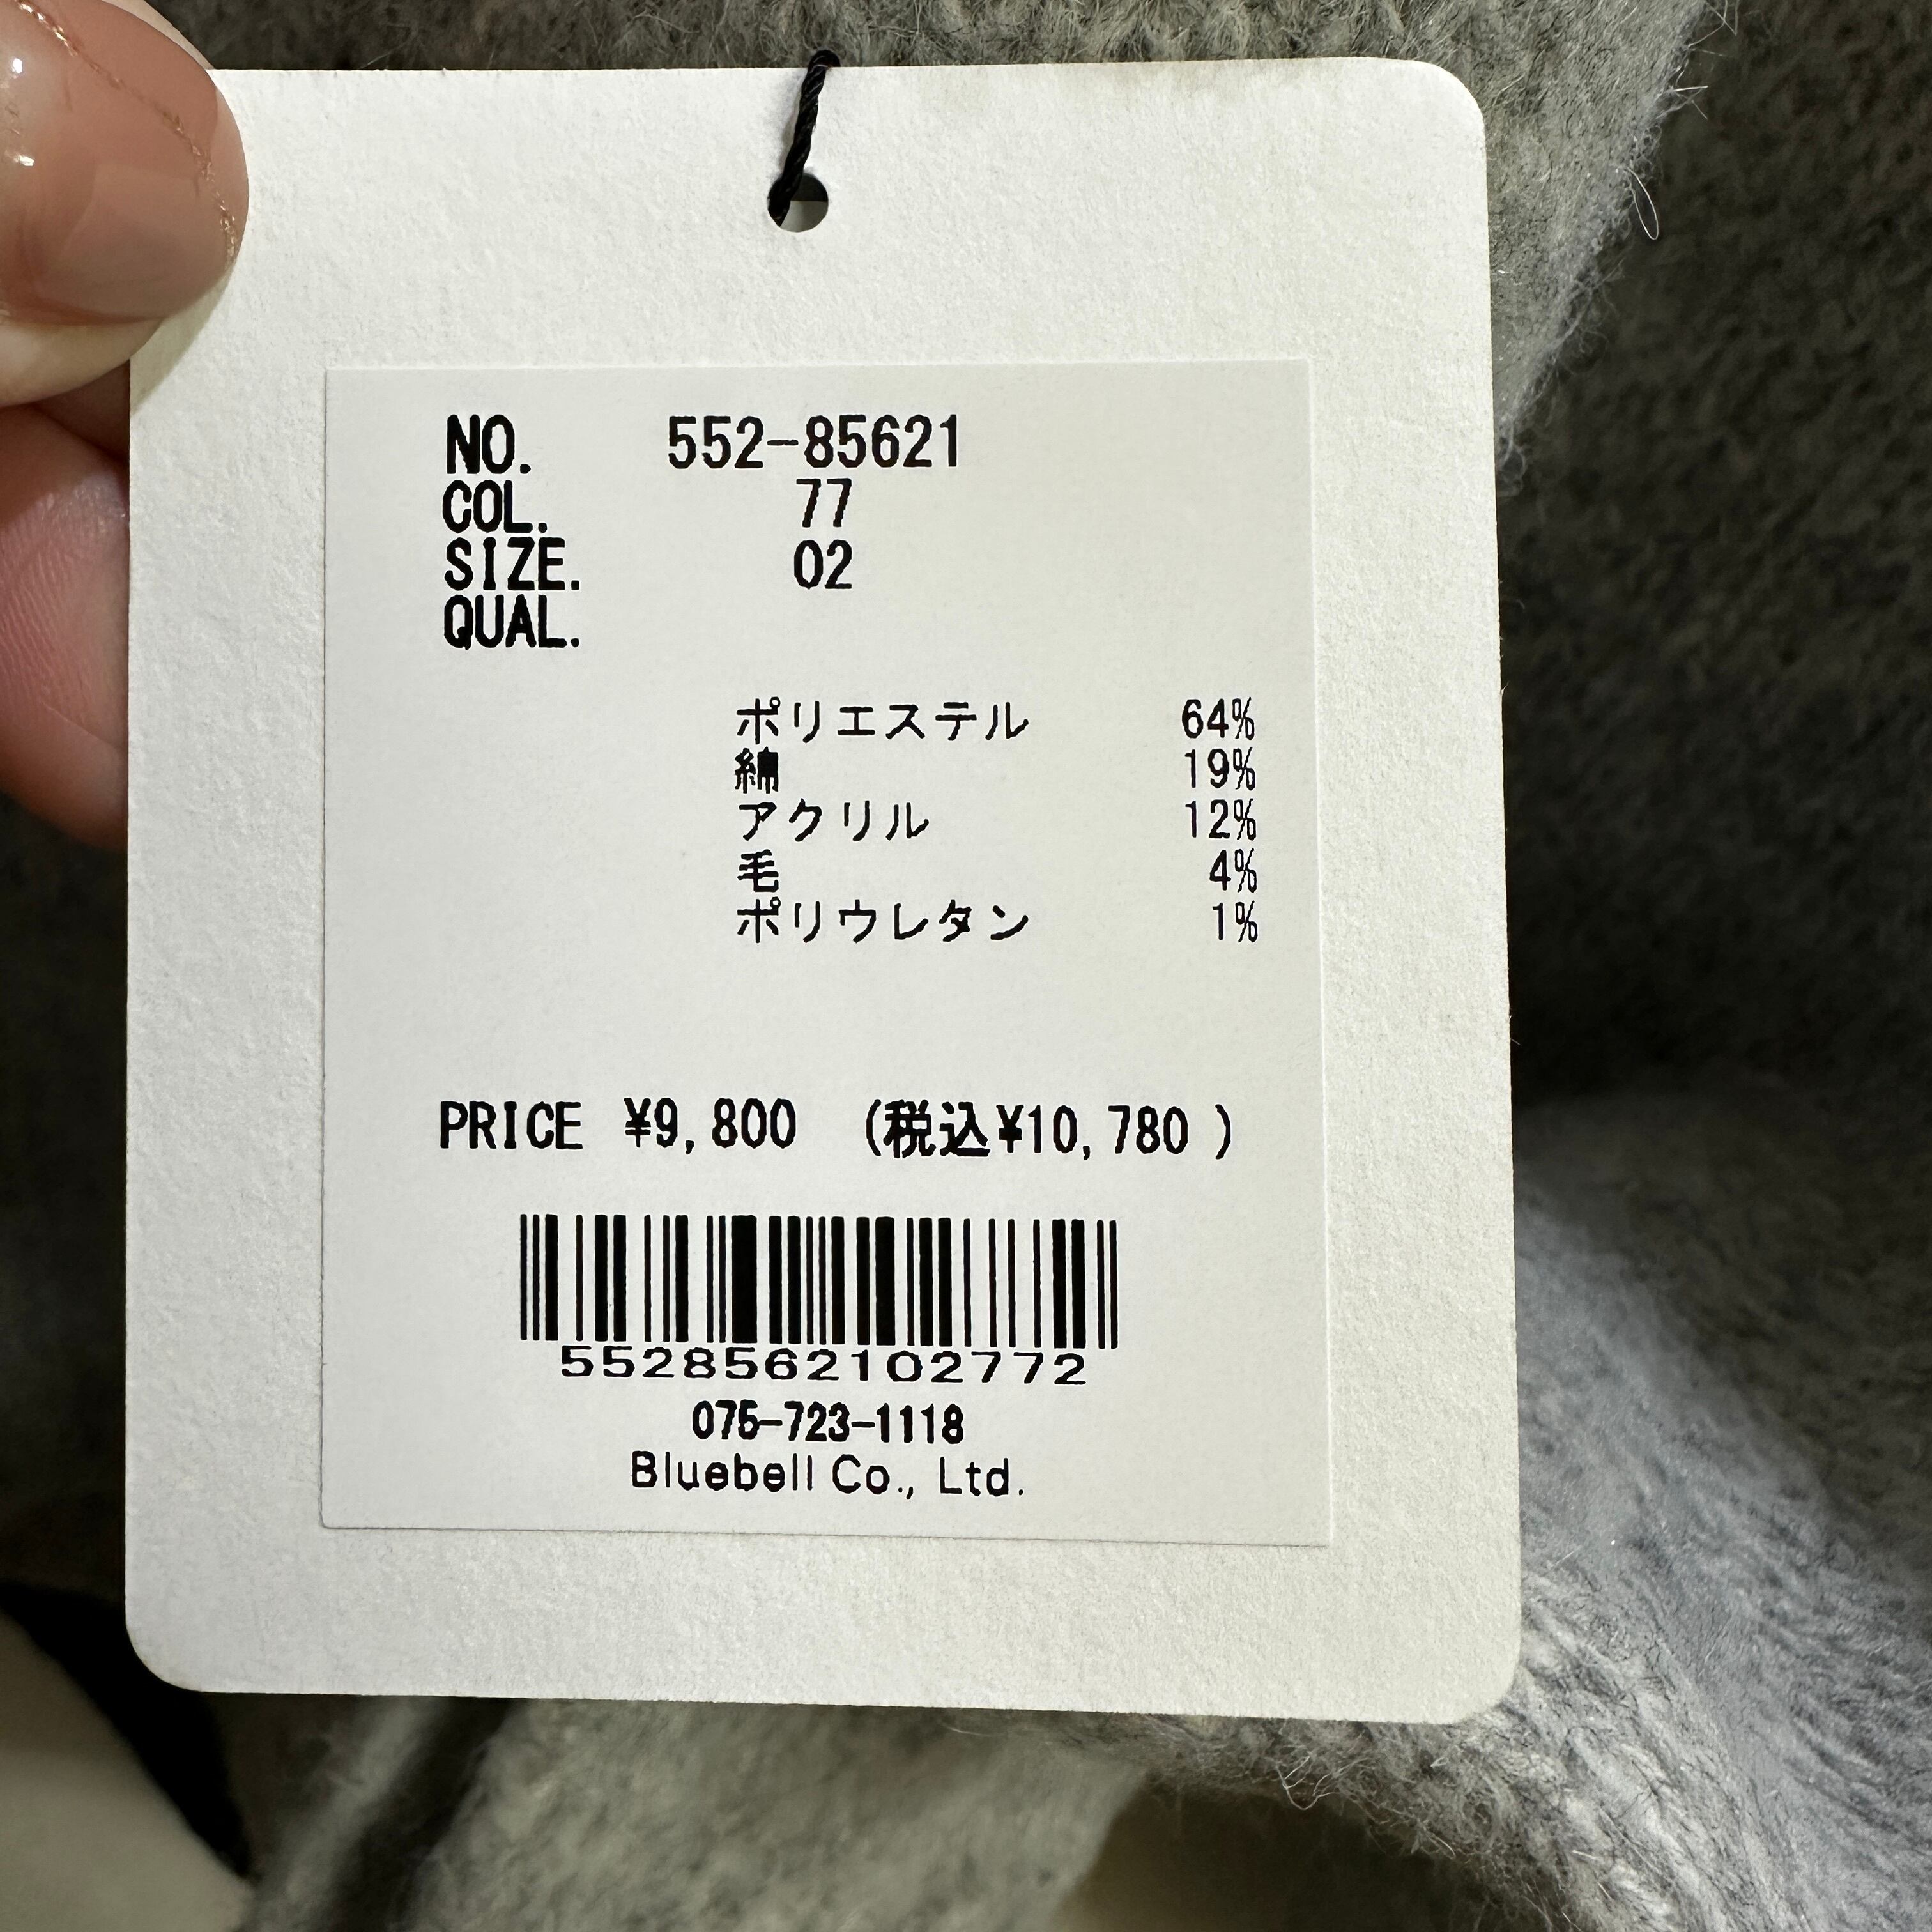 NO. 552-85621
COL. 77
SIZE. 02
QUAL.
ポリエステル 64%
綿 19%
アクリル 12%
毛 4%
ポリウレタン 1%
PRICE ¥9,800 (税込¥10,780 )
5528562102772
075-723-1118
Bluebell Co., Ltd.